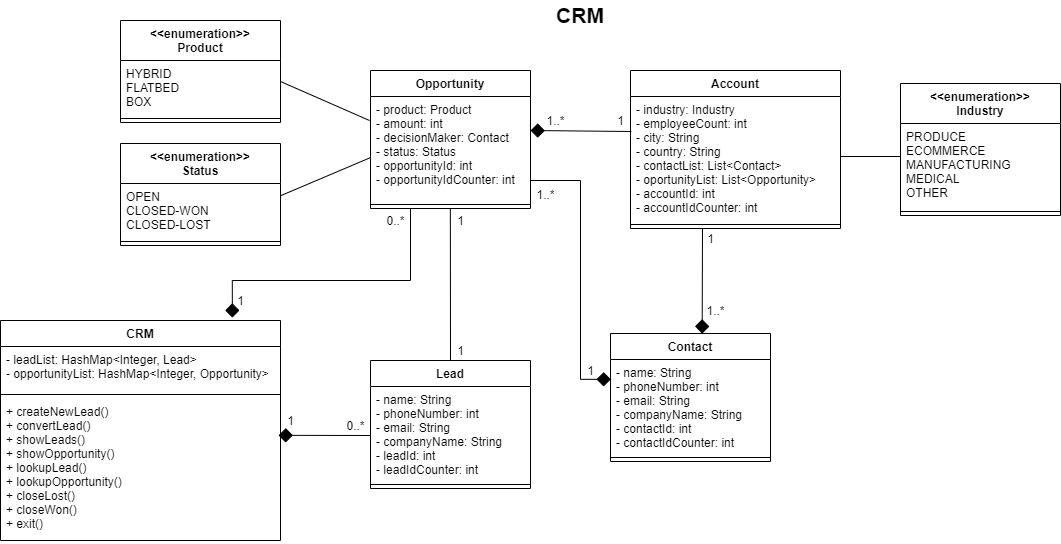 CRM
<<enumeration>>
Product
HYBRID
FLATBED
BOX
<<enumeration>>
Status
OPEN
CLOSED-WON
CLOSED-LOST
Opportunity
- product: Product
- amount: int
- decisionMaker: Contact
- status: Status
- opportunityId: int
- opportunityIdCounter: int
1..*
1
1..*
0..*
1
Account
- industry: Industry
- employeeCount: int
- city: String
- country: String
- contactList: List<Contact>
- oportunityList: List<Opportunity>
- accountId: int
- accountIdCounter: int
<<enumeration>>
Industry
PRODUCE
ECOMMERCE
MANUFACTURING
MEDICAL
OTHER
1
1..*
1
CRM
- leadList: HashMap<Integer, Lead>
- opportunityList: HashMap<Integer, Opportunity>
+ createNewLead()
+ convertLead()
+ showLeads()
+ showOpportunity()
+ lookupLead()
+ lookupOpportunity()
+ closeLost()
+ closeWon()
+ exit()
1
0..*
1
Lead
- name: String
- phoneNumber: int
- email: String
- companyName: String
- leadId: int
- leadIdCounter: int
1
Contact
- name: String
- phoneNumber: int
- email: String
- companyName: String
- contactId: int
- contactIdCounter: int